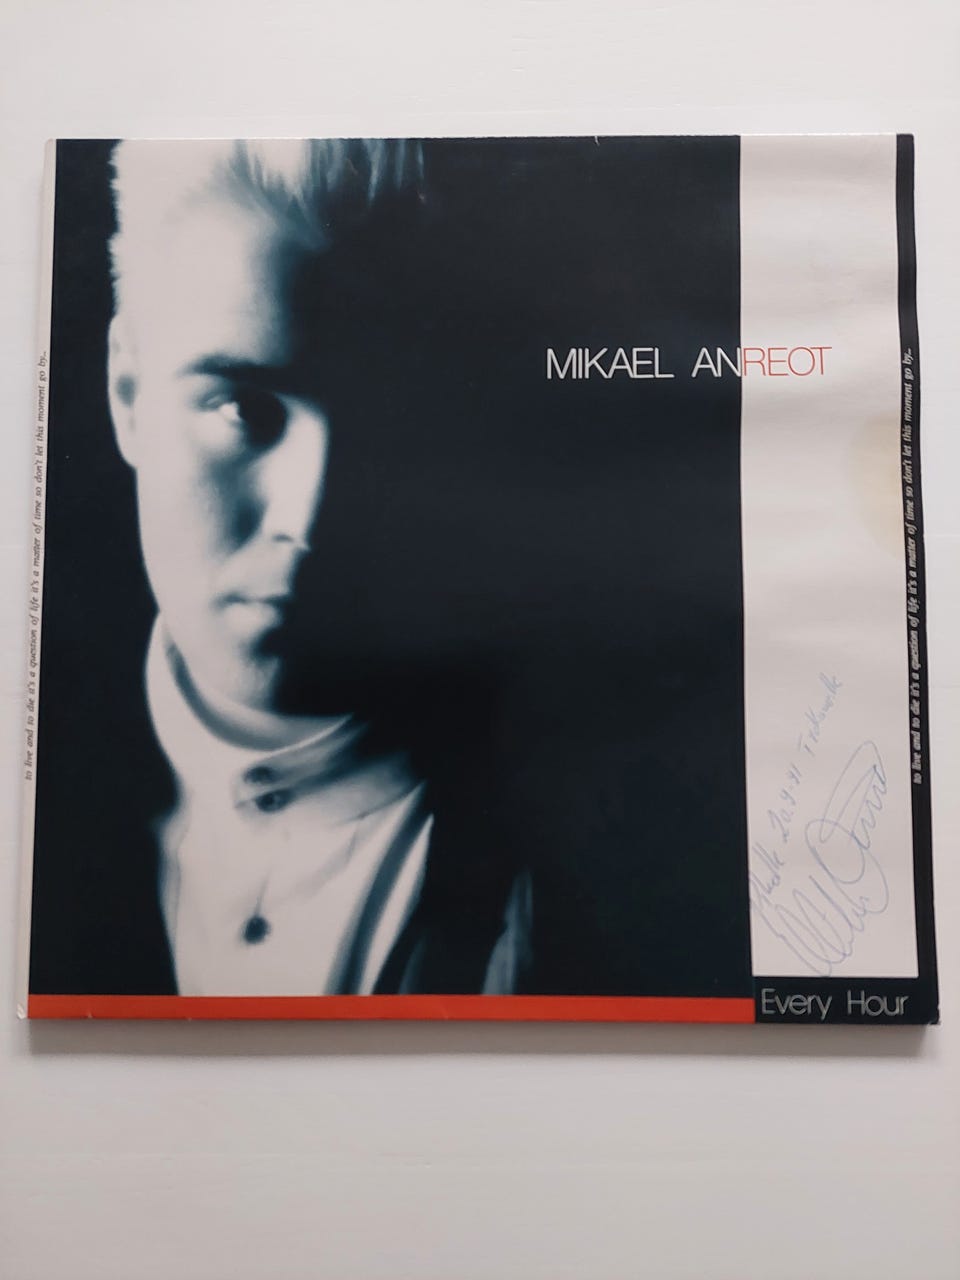 to live and to die it's a question of life it's a matter of time so don't let this moment go by...
MIKAEL ANREOT
to live and to die it's a question of life it's a matter of time so don't let this moment go by...
Every Hour